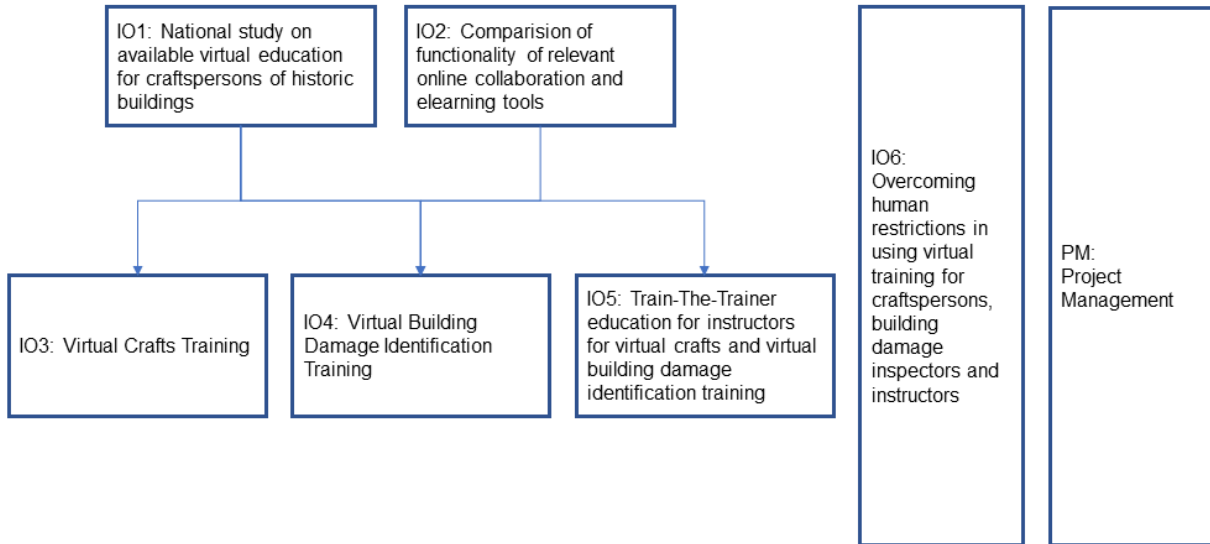 IO1: National study on
available virtual education
for craftspersons of historic
buildings
IO2: Comparision of
functionality of relevant
online collaboration and
elearning tools
IO3: Virtual Crafts Training
IO4: Virtual Building
Damage Identification
Training
IO5: Train-The-Trainer
education for instructors
for virtual crafts and virtual
building damage
identification training
IO6:
Overcoming
human
restrictions in
using virtual
training for
craftspersons,
building
damage
inspectors and
instructors
PM:
Project
Management